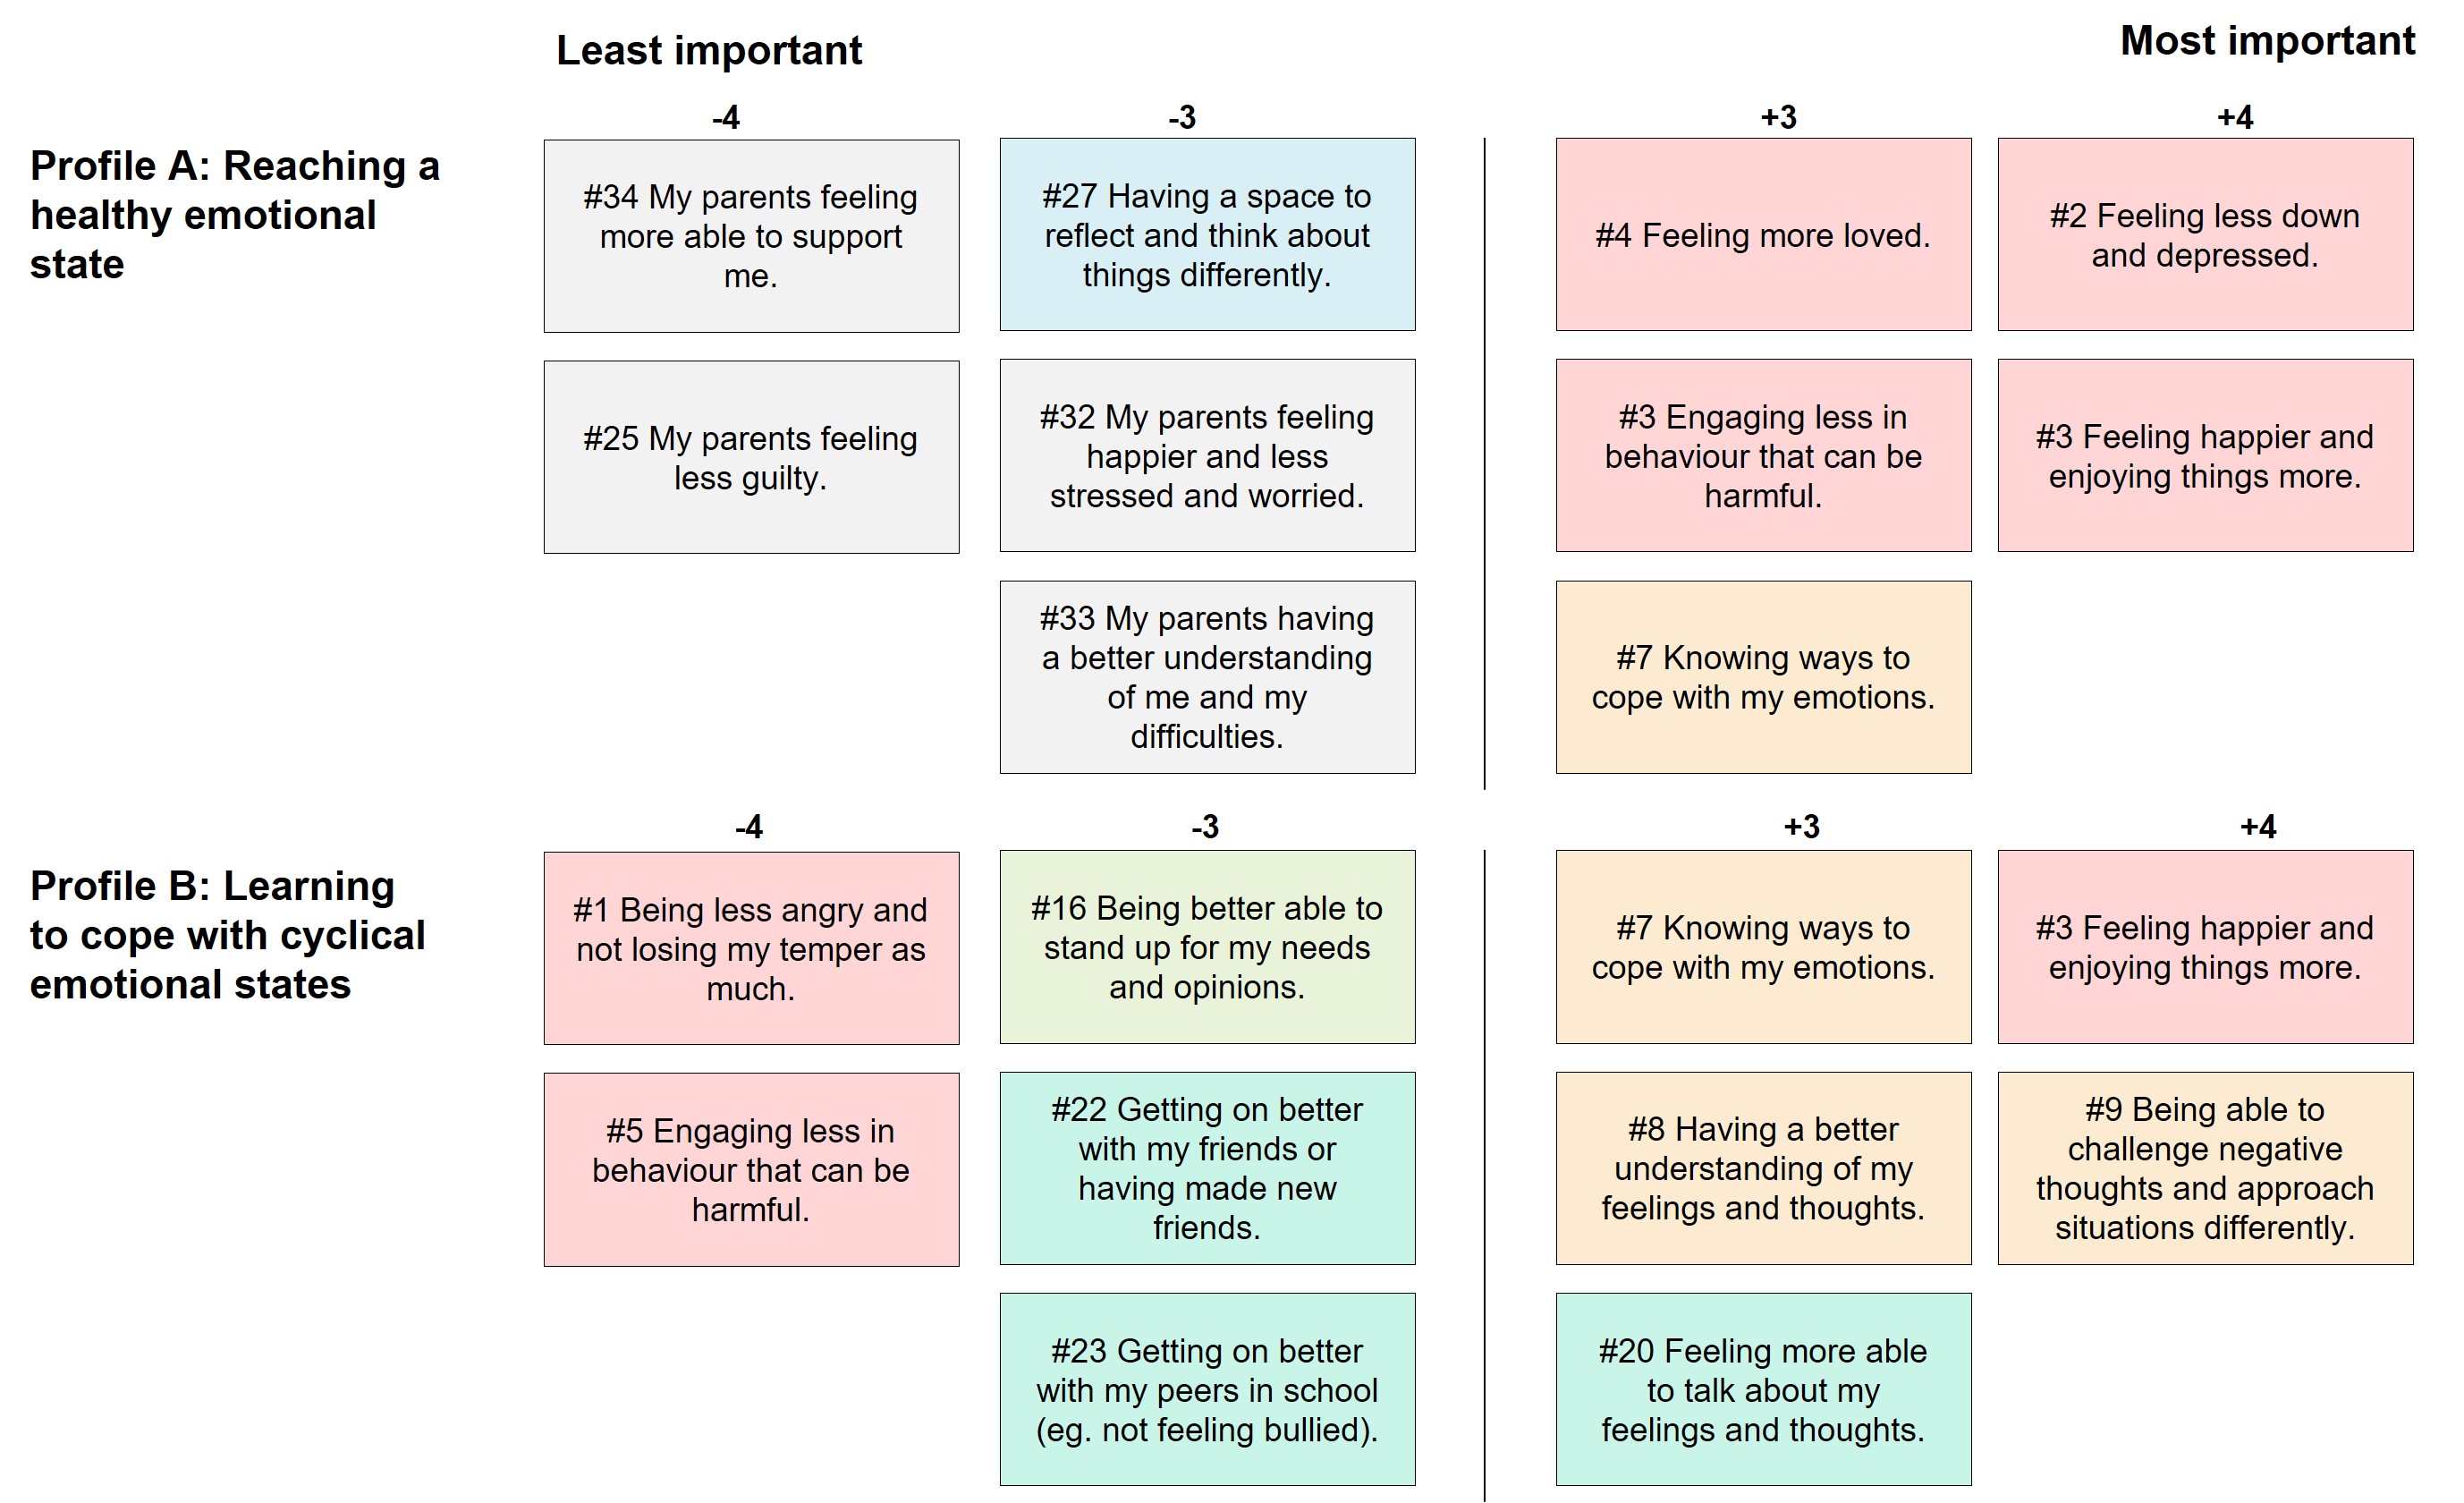 Least important
Most important
-4
-3
+3
+4
Profile A: Reaching a
healthy emotional
state
#34 My parents feeling
more able to support
me.
#27 Having a space to
reflect and think about
things differently.
#4 Feeling more loved.
#2 Feeling less down
and depressed.
#25 My parents feeling
less guilty.
#32 My parents feeling
happier and less
stressed and worried.
#3 Engaging less in
behaviour that can be
harmful.
#3 Feeling happier and
enjoying things more.
#33 My parents having
a better understanding
of me and my
difficulties.
#7 Knowing ways to
cope with my emotions.
-4
-3
+3
+4
Profile B: Learning
to cope with cyclical
emotional states
#1 Being less angry and
not losing my temper as
much.
#16 Being better able to
stand up for my needs
and opinions.
#7 Knowing ways to
cope with my emotions.
#3 Feeling happier and
enjoying things more.
#5 Engaging less in
behaviour that can be
harmful.
#22 Getting on better
with my friends or
having made new
friends.
#8 Having a better
understanding of my
feelings and thoughts.
#9 Being able to
challenge negative
thoughts and approach
situations differently.
#23 Getting on better
with my peers in school
(eg. not feeling bullied).
#20 Feeling more able
to talk about my
feelings and thoughts.